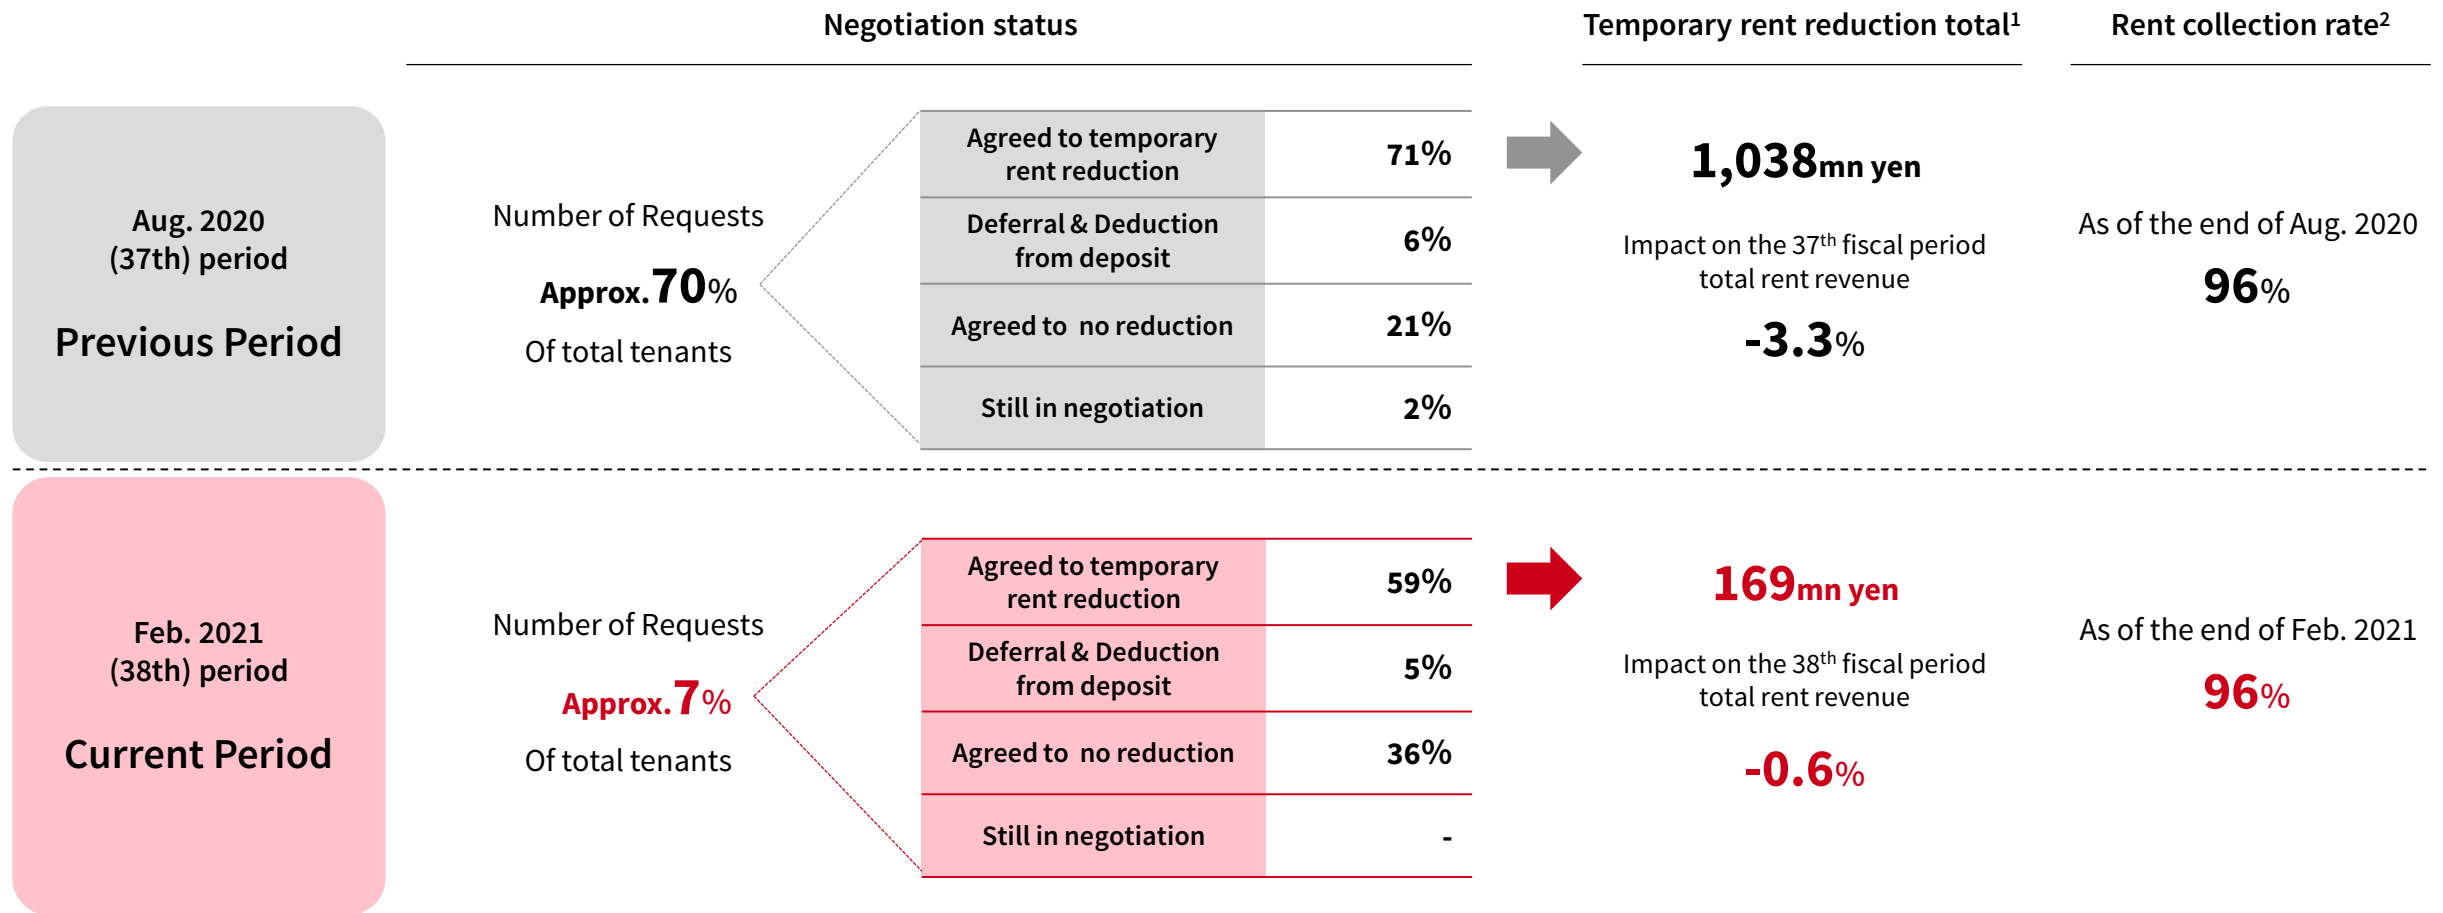 Negotiation status
Temporary rent reduction total¹
Rent collection rate²
Aug. 2020
(37th) period
Previous Period
Number of Requests
Approx.70%
Of total tenants
Agreed to temporary
rent reduction
71%
Deferral & Deduction
from deposit
6%
Agreed to no reduction
21%
Still in negotiation
2%
1,038mn yen
Impact on the 37th fiscal period
total rent revenue
-3.3%
As of the end of Aug. 2020
96%
Feb. 2021
(38th) period
Current Period
Number of Requests
Approx.7%
Of total tenants
Agreed to temporary
rent reduction
59%
Deferral & Deduction
from deposit
5%
Agreed to no reduction
36%
Still in negotiation
-
169mn yen
Impact on the 38th fiscal period
total rent revenue
-0.6%
As of the end of Feb. 2021
96%